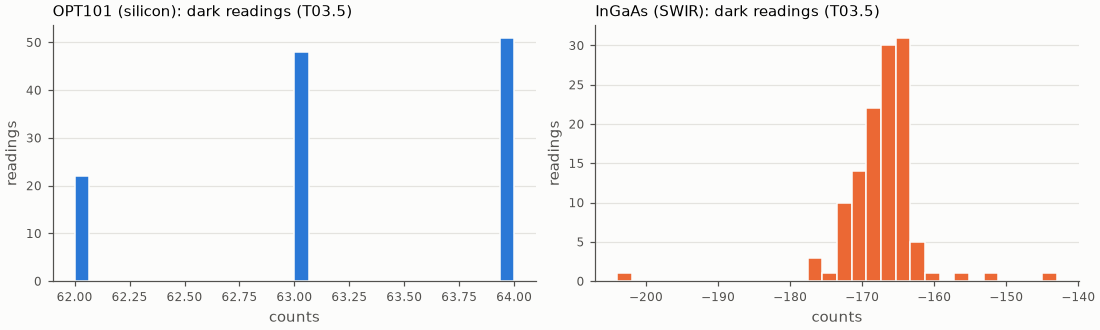 OPT101 (silicon): dark readings (T03.5)
readings
50
40
30
20
10
0
62.00 62.25 62.50 62.75 63.00 63.25 63.50 63.75 64.00
counts
InGaAs (SWIR): dark readings (T03.5)
readings
30
25
20
15
10
5
0
−200 −190 −180 −170 −160 −150 −140
counts